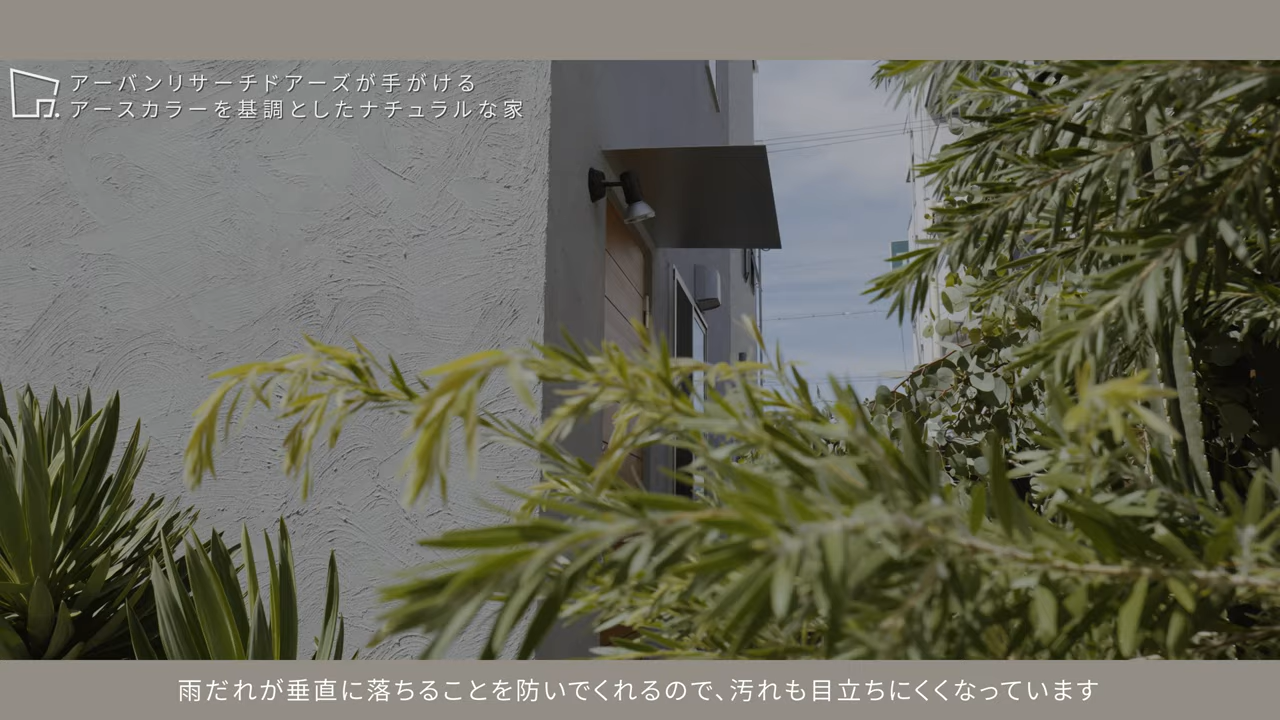 アーバンリサーチドアーズが手がける
アースカラーを基調としたナチュラルな家
雨だれが垂直に落ちることを防いでくれるので、汚れも目立ちにくくなっています